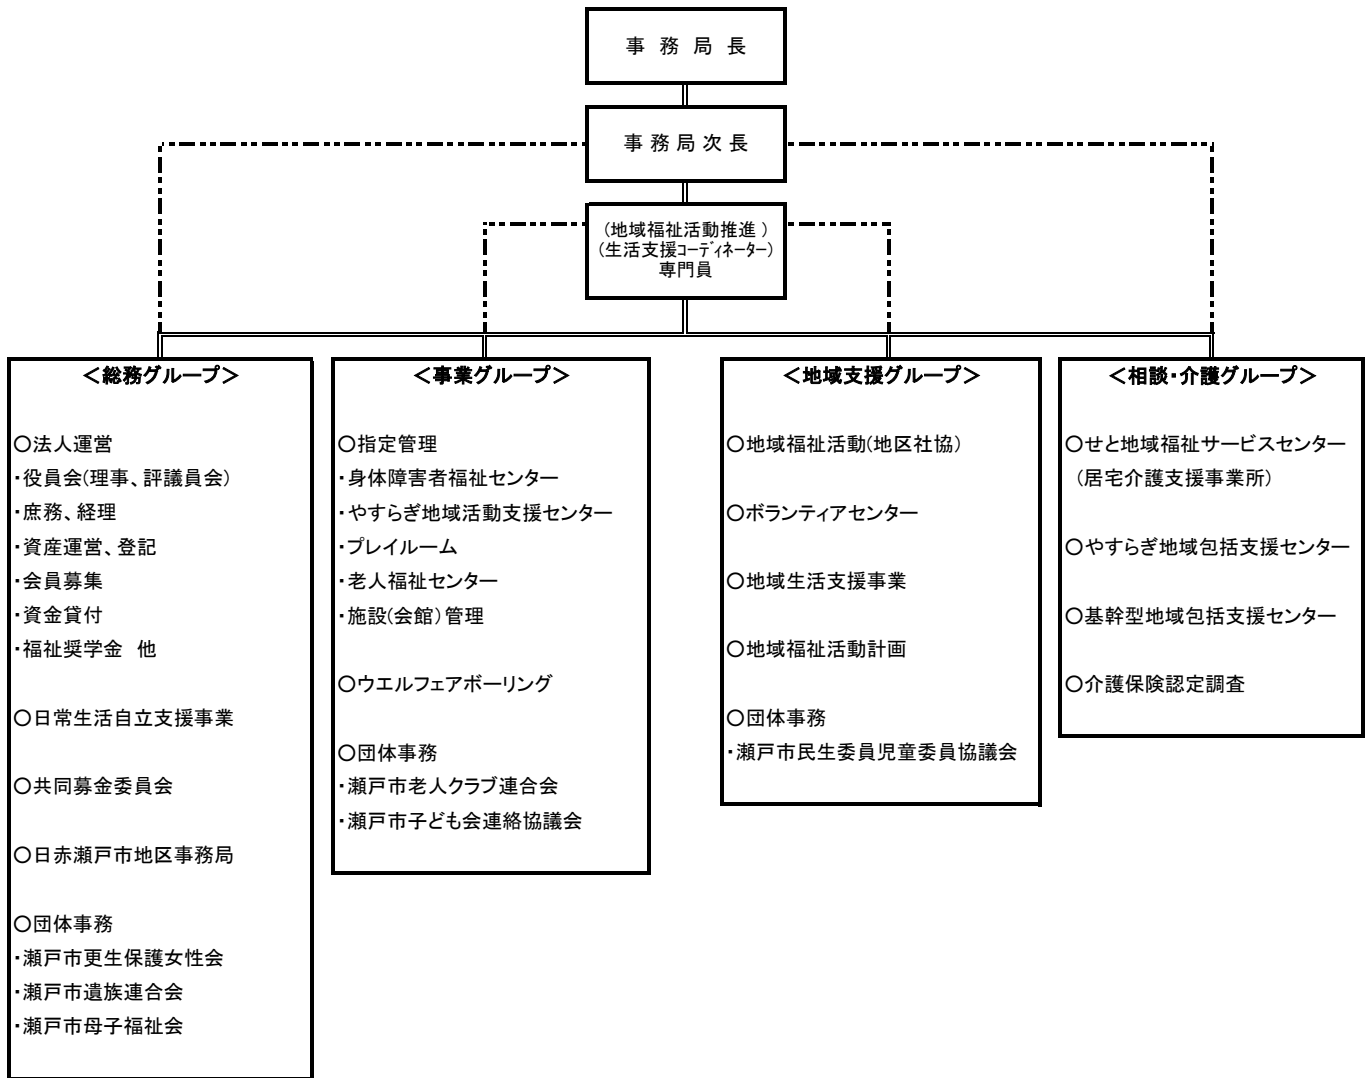 事 務 局 長
事 務 局 次 長
(地域福祉活動推進)
(生活支援ｺｰﾃﾞｨﾈｰﾀｰ)
専門員
＜総務グループ＞
○法人運営
・役員会(理事、評議員会)
・庶務、経理
・資産運営、登記
・会員募集
・資金貸付
・福祉奨学金 他
○日常生活自立支援事業
○共同募金委員会
○日赤瀬戸市地区事務局
○団体事務
・瀬戸市更生保護女性会
・瀬戸市遺族連合会
・瀬戸市母子福祉会
＜事業グループ＞
○指定管理
・身体障害者福祉センター
・やすらぎ地域活動支援センター
・プレイルーム
・老人福祉センター
・施設(会館)管理
○ウエルフェアボーリング
○団体事務
・瀬戸市老人クラブ連合会
・瀬戸市子ども会連絡協議会
＜地域支援グループ＞
○地域福祉活動(地区社協)
○ボランティアセンター
○地域生活支援事業
○地域福祉活動計画
○団体事務
・瀬戸市民生委員児童委員協議会
＜相談・介護グループ＞
○せと地域福祉サービスセンター
(居宅介護支援事業所)
○やすらぎ地域包括支援センター
○基幹型地域包括支援センター
○介護保険認定調査